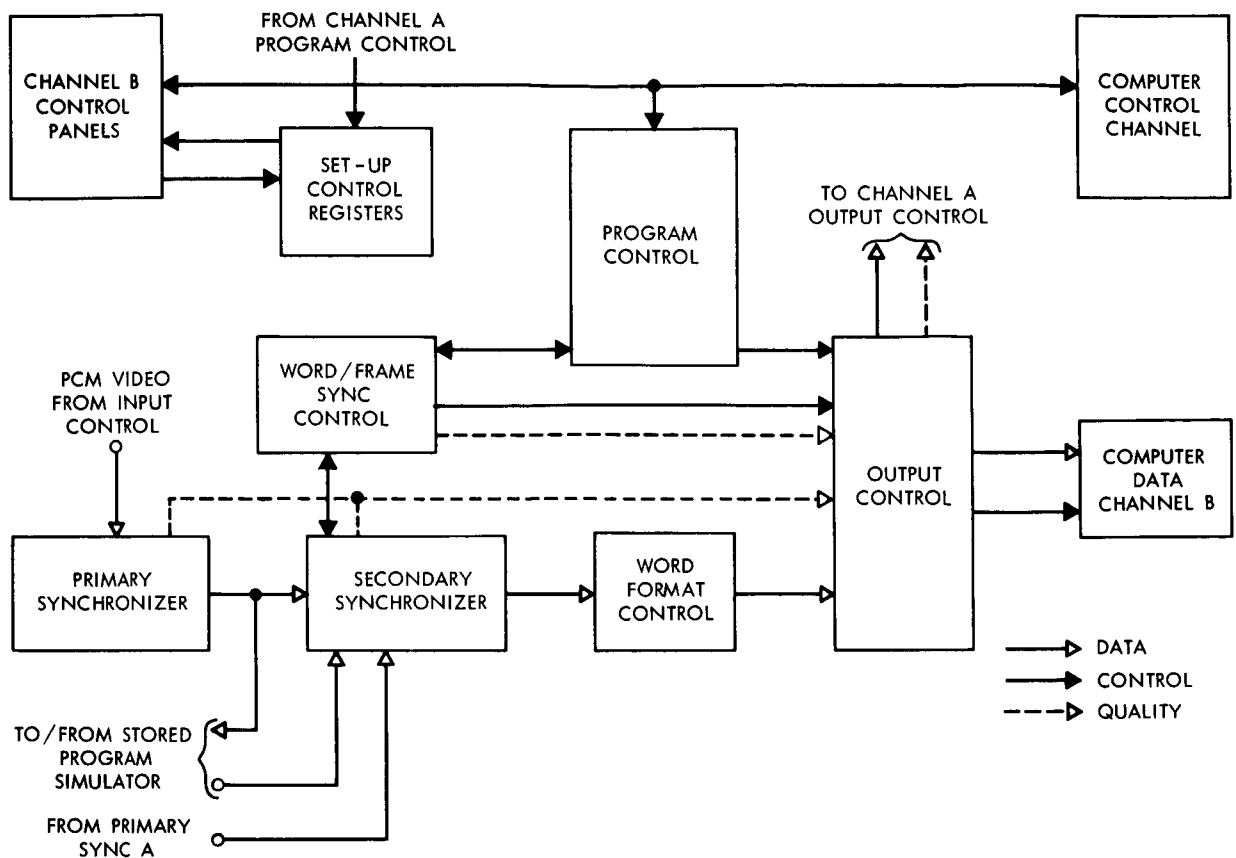 FROM CHANNEL A
PROGRAM CONTROL
CHANNEL B
CONTROL
PANELS
COMPUTER
CONTROL
CHANNEL
SET-UP
CONTROL
REGISTERS
PROGRAM
CONTROL
TO CHANNEL A
OUTPUT CONTROL
PCM VIDEO
FROM INPUT
CONTROL
WORD/FRAME
SYNC
CONTROL
OUTPUT
CONTROL
COMPUTER
DATA
CHANNEL B
PRIMARY
SYNCHRONIZER
SECONDARY
SYNCHRONIZER
WORD
FORMAT
CONTROL
DATA
CONTROL
QUALITY
TO/FROM STORED
PROGRAM
SIMULATOR
FROM PRIMARY
SYNC A